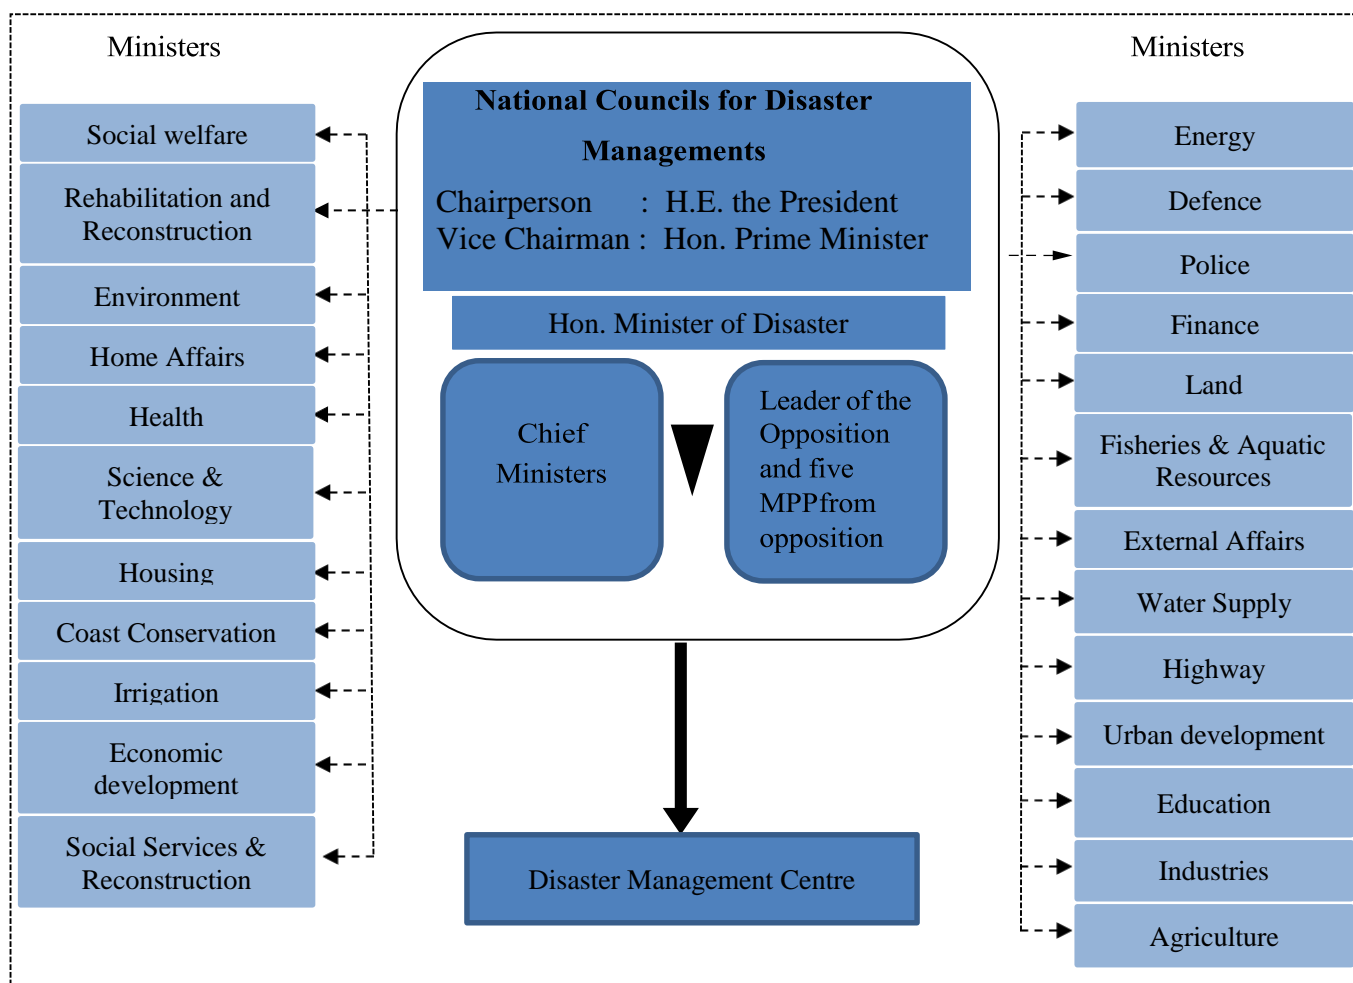 Ministers
Social welfare
Rehabilitation and
Reconstruction
Environment
Home Affairs
Health
Science &
Technology
Housing
Coast Conservation
Irrigation
Economic
development
Social Services &
Reconstruction
National Councils for Disaster
Managements
Chairperson : H.E. the President
Vice Chairman : Hon. Prime Minister
Hon. Minister of Disaster
Chief
Ministers
Leader of the
Opposition
and five
MPPfrom
opposition
Disaster Management Centre
Ministers
Energy
Defence
Police
Finance
Land
Fisheries & Aquatic
Resources
External Affairs
Water Supply
Highway
Urban development
Education
Industries
Agriculture